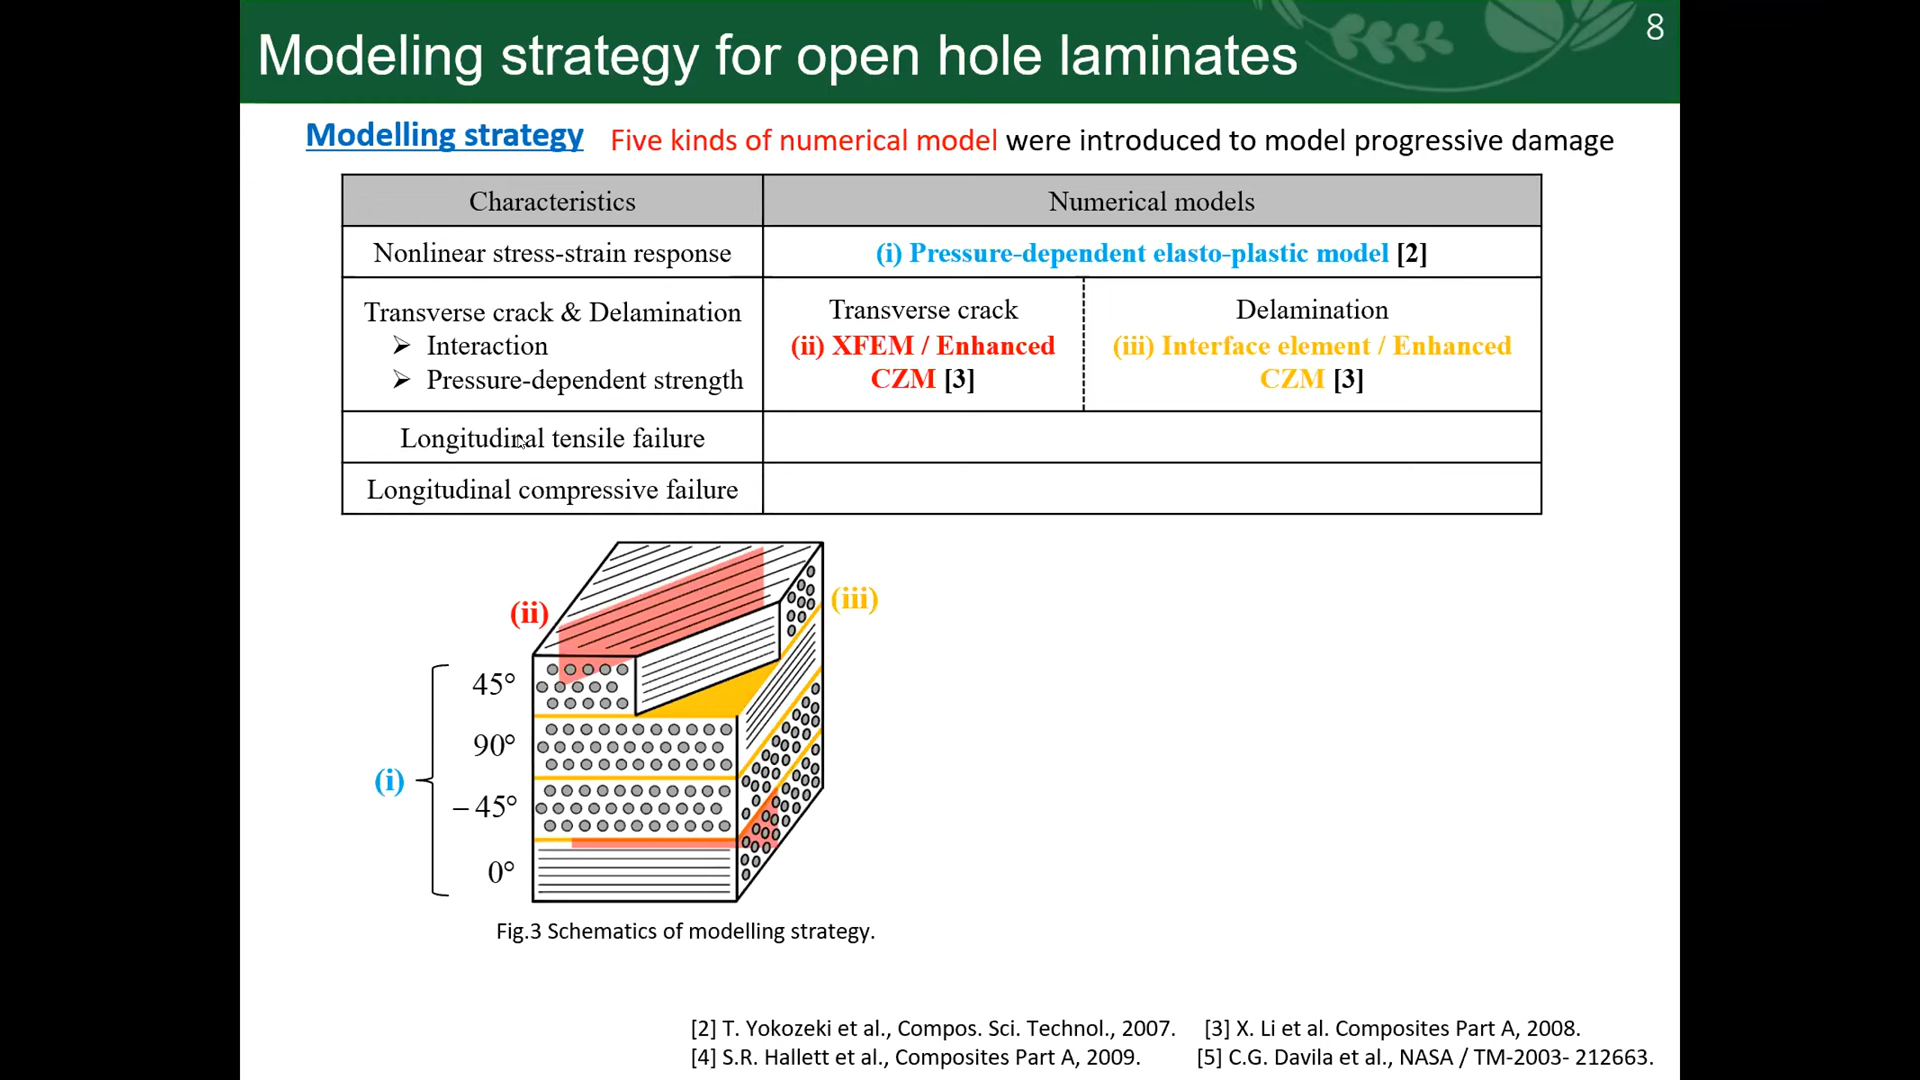 8
Modeling strategy for open hole laminates
Modelling strategy Five kinds of numerical model were introduced to model progressive damage
Characteristics Numerical models
Nonlinear stress-strain response (i) Pressure-dependent elasto-plastic model [2]
Transverse crack & Delamination
➢ Interaction
➢ Pressure-dependent strength
Transverse crack
(ii) XFEM / Enhanced
CZM [3]
Delamination
(iii) Interface element / Enhanced
CZM [3]
Longitudinal tensile failure
Longitudinal compressive failure
(ii)
(iii)
45°
90°
(i)
– 45°
0°
Fig.3 Schematics of modelling strategy.
[2] T. Yokozeki et al., Compos. Sci. Technol., 2007. [3] X. Li et al. Composites Part A, 2008.
[4] S.R. Hallett et al., Composites Part A, 2009. [5] C.G. Davila et al., NASA / TM-2003- 212663.